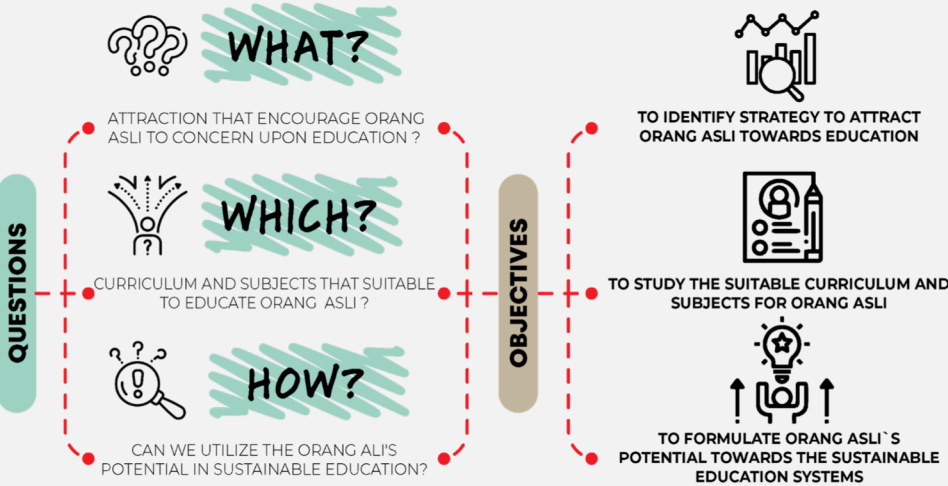 QUESTIONS
WHAT?
ATTRACTION THAT ENCOURAGE ORANG
ASLI TO CONCERN UPON EDUCATION ?
WHICH?
CURRICULUM AND SUBJECTS THAT SUITABLE
TO EDUCATE ORANG ASLI ?
HOW?
CAN WE UTILIZE THE ORANG ALI'S
POTENTIAL IN SUSTAINABLE EDUCATION?
OBJECTIVES
TO IDENTIFY STRATEGY TO ATTRACT
ORANG ASLI TOWARDS EDUCATION
TO STUDY THE SUITABLE CURRICULUM AND
SUBJECTS FOR ORANG ASLI
TO FORMULATE ORANG ASLI`S
POTENTIAL TOWARDS THE SUSTAINABLE
EDUCATION SYSTEMS